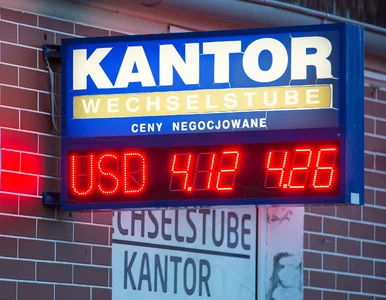 KANTOR
WECHSELSTUBE
CENY NEGOCJOWANE
USD 4.12 4.26
CHSELSTUBE
KANTOR